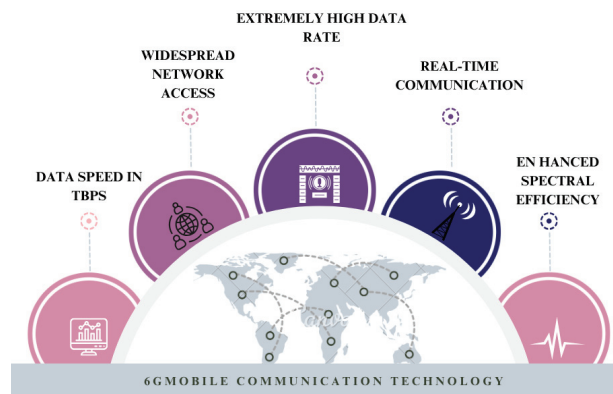 EXTREMELY HIGH DATA
RATE
WIDESPREAD
NETWORK
ACCESS
REAL-TIME
COMMUNICATION
DATA SPEED IN
TBPS
EN HANCED
SPECTRAL
EFFICIENCY
6GMOBILE COMMUNICATION TECHNOLOGY